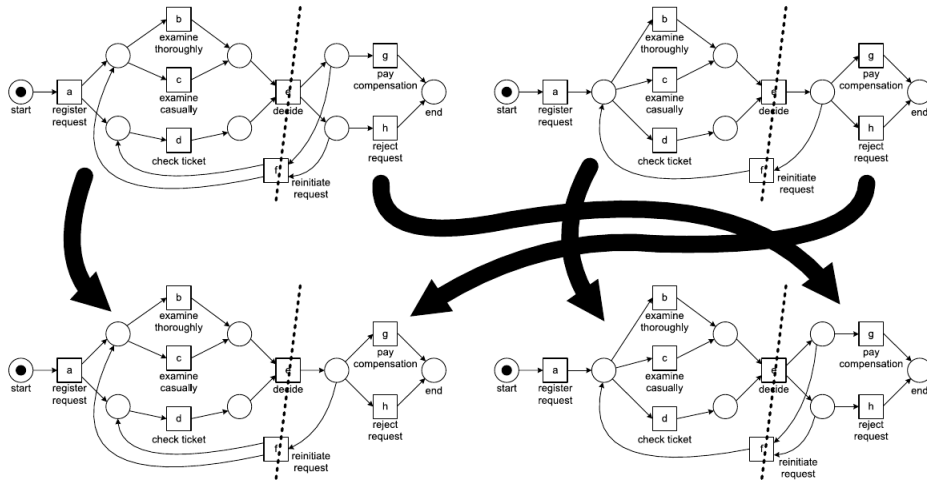 b
examine
thoroughly
g
pay
compensation
a
c
e
start
register
request
examine
casually
decide
end
d
h
check ticket
reject
request
f
reinitiate
request
b
examine
thoroughly
g
pay
compensation
a
c
e
start
register
request
examine
casually
decide
end
d
h
check ticket
reject
request
f
reinitiate
request
b
examine
thoroughly
g
pay
compensation
a
c
e
start
register
request
examine
casually
decide
end
d
h
check ticket
reject
request
f
reinitiate
request
b
examine
thoroughly
g
pay
compensation
a
c
e
start
register
request
examine
casually
decide
end
d
h
check ticket
reject
request
f
reinitiate
request